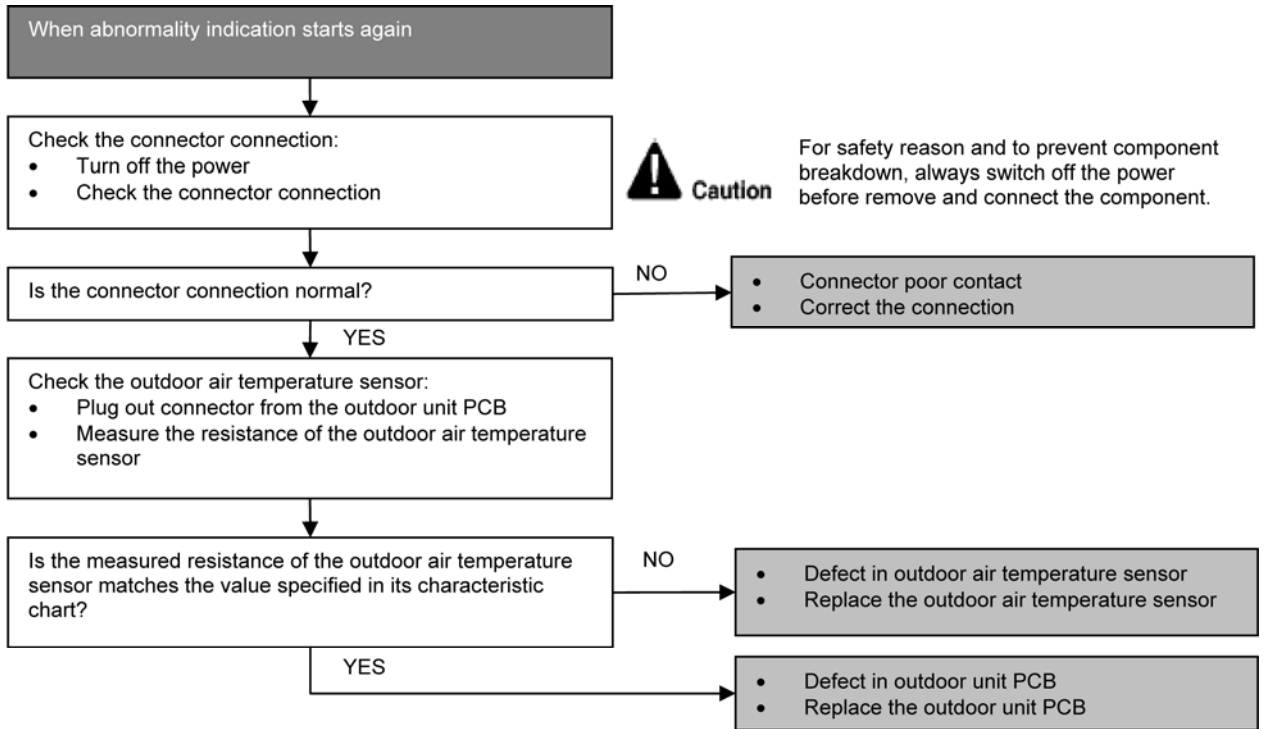 When abnormality indication starts again
Check the connector connection:
• Turn off the power
• Check the connector connection
Caution
For safety reason and to prevent component
breakdown, always switch off the power
before remove and connect the component.
Is the connector connection normal?
NO
• Connector poor contact
• Correct the connection
YES
Check the outdoor air temperature sensor:
• Plug out connector from the outdoor unit PCB
• Measure the resistance of the outdoor air temperature
sensor
Is the measured resistance of the outdoor air temperature
sensor matches the value specified in its characteristic
chart?
NO
• Defect in outdoor air temperature sensor
• Replace the outdoor air temperature sensor
YES
• Defect in outdoor unit PCB
• Replace the outdoor unit PCB